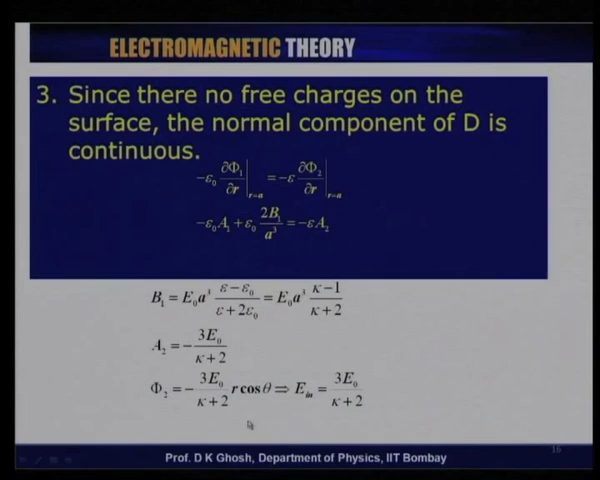 ELECTROMAGNETIC THEORY
3. Since there no free charges on the
surface, the normal component of D is
continuous.
-ε₀ ∂Φ₁/∂r |r=a = -ε ∂Φ₂/∂r |r=a
-ε₀A₁ + ε₀ 2B₁/a³ = -εA₂
B₁ = E₀a³ (ε-ε₀)/(ε+2ε₀) = E₀a³ (κ-1)/(κ+2)
A₂ = - 3E₀/(κ+2)
Φ₂ = - 3E₀/(κ+2) r cosθ ⇒ Eᵢₙ = 3E₀/(κ+2)
16
Prof. D K Ghosh, Department of Physics, IIT Bombay